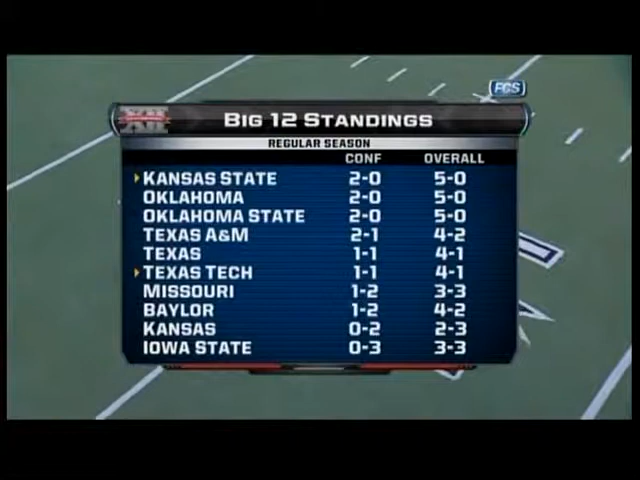 FCS
XII
BIG 12 STANDINGS
REGULAR SEASON
CONF OVERALL
KANSAS STATE 2-0 5-0
OKLAHOMA 2-0 5-0
OKLAHOMA STATE 2-0 5-0
TEXAS A&M 2-1 4-2
TEXAS 1-1 4-1
TEXAS TECH 1-1 4-1
MISSOURI 1-2 3-3
BAYLOR 1-2 4-2
KANSAS 0-2 2-3
IOWA STATE 0-3 3-3